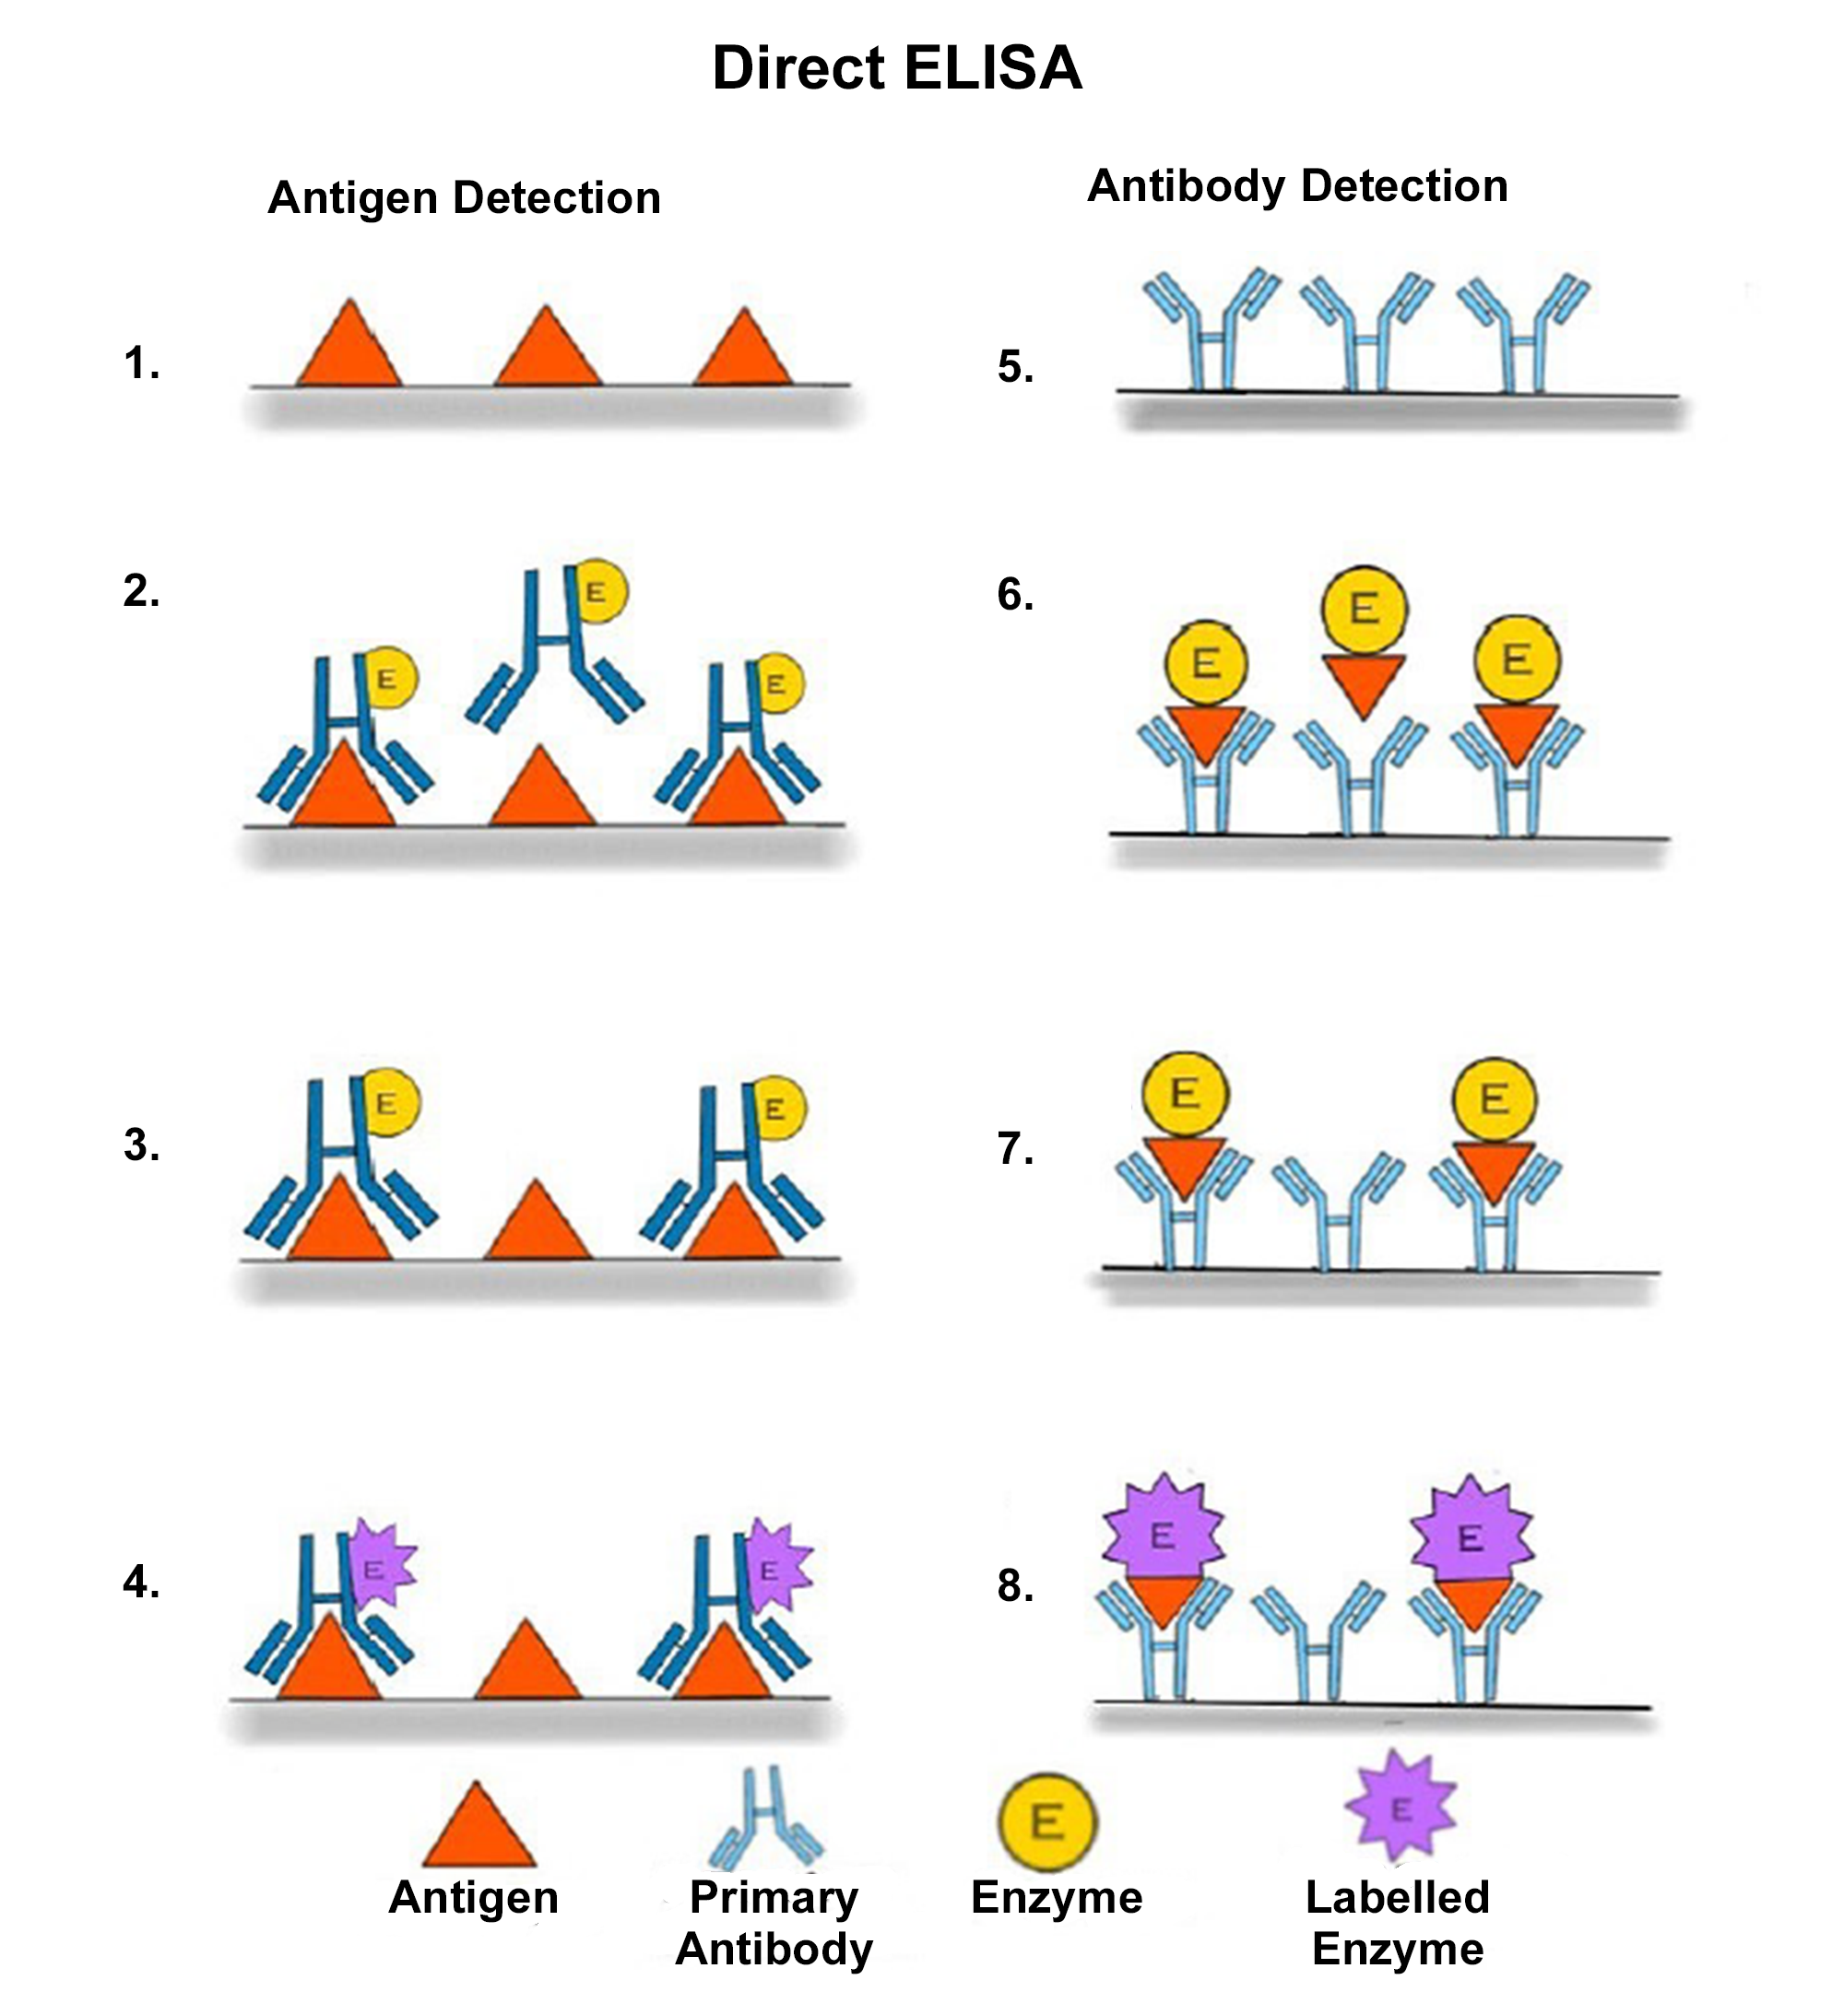 Direct ELISA
Antigen Detection
Antibody Detection
1.
5.
2.
E
E
E
6.
E
E
E
3.
E
E
7.
E
E
4.
E
E
8.
E
E
E
E
Antigen
Primary
Antibody
Enzyme
Labelled
Enzyme